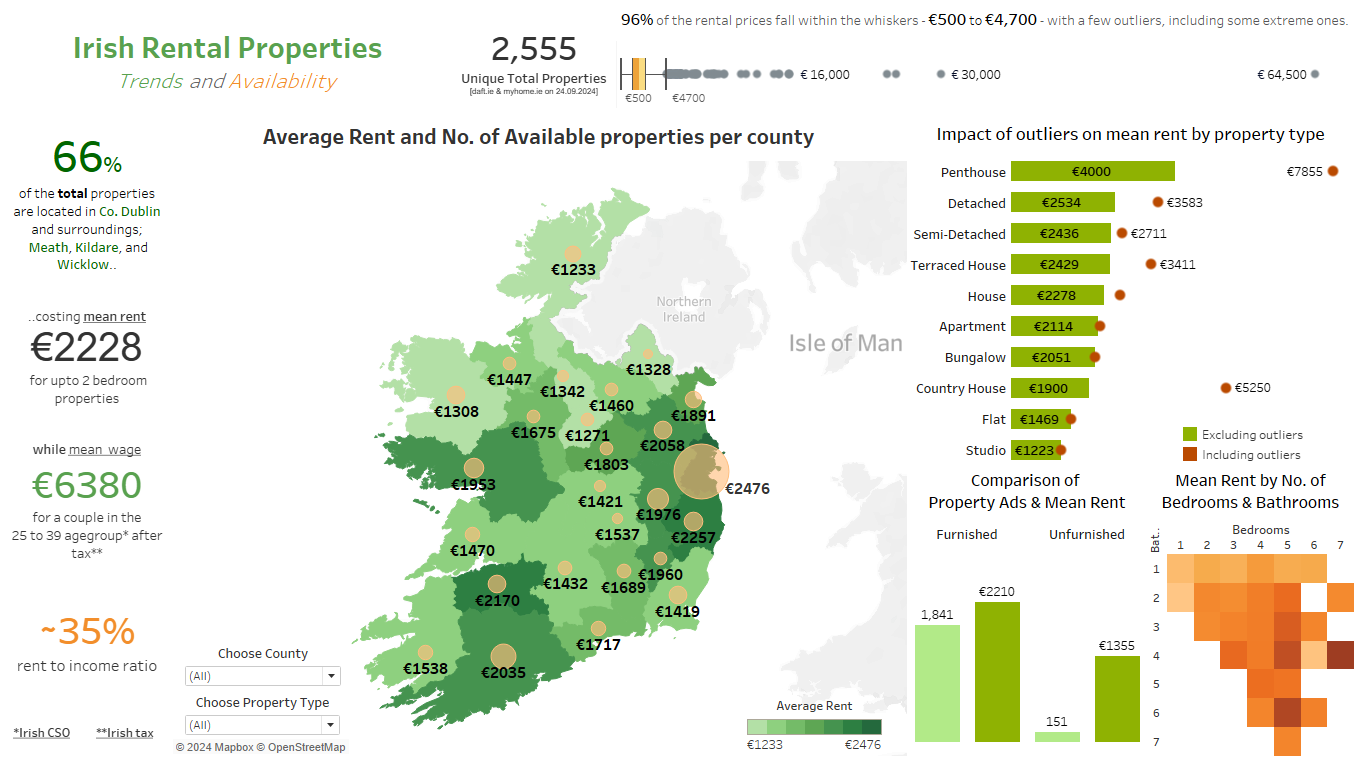 96% of the rental prices fall within the whiskers - €500 to €4,700 - with a few outliers, including some extreme ones.
Irish Rental Properties
Trends and Availability
2,555
Unique Total Properties
[daft.ie & myhome.ie on 24.09.2024]
€ 16,000
€ 30,000
€ 64,500
€500
€4700
66%
of the total properties
are located in Co. Dublin
and surroundings;
Meath, Kildare, and
Wicklow..
..costing mean rent
€2228
for upto 2 bedroom
properties
while mean wage
€6380
for a couple in the
25 to 39 agegroup* after
tax**
~35%
rent to income ratio
*Irish CSO
**Irish tax
Average Rent and No. of Available properties per county
Northern
Ireland
Isle of Man
€1233
€1328
€1447
€1342
€1308
€1460
€1891
€1675
€1271
€2058
€1803
€1953
€2476
€1421
€1976
€1537
€2257
€1470
€1432
€1960
€1689
€2170
€1419
€1717
€1538
€2035
Choose County
(All)
Choose Property Type
(All)
© 2024 Mapbox © OpenStreetMap
Average Rent
€1233
€2476
Impact of outliers on mean rent by property type
Penthouse
€4000
€7855
Detached
€2534
€3583
Semi-Detached
€2436
€2711
Terraced House
€2429
€3411
House
€2278
Apartment
€2114
Bungalow
€2051
Country House
€1900
€5250
Flat
€1469
Studio
€1223
Excluding outliers
Including outliers
Comparison of
Property Ads & Mean Rent
Furnished
Unfurnished
1,841
€2210
151
€1355
Mean Rent by No. of
Bedrooms & Bathrooms
Bat.
Bedrooms
1 2 3 4 5 6 7
1
2
3
4
5
6
7